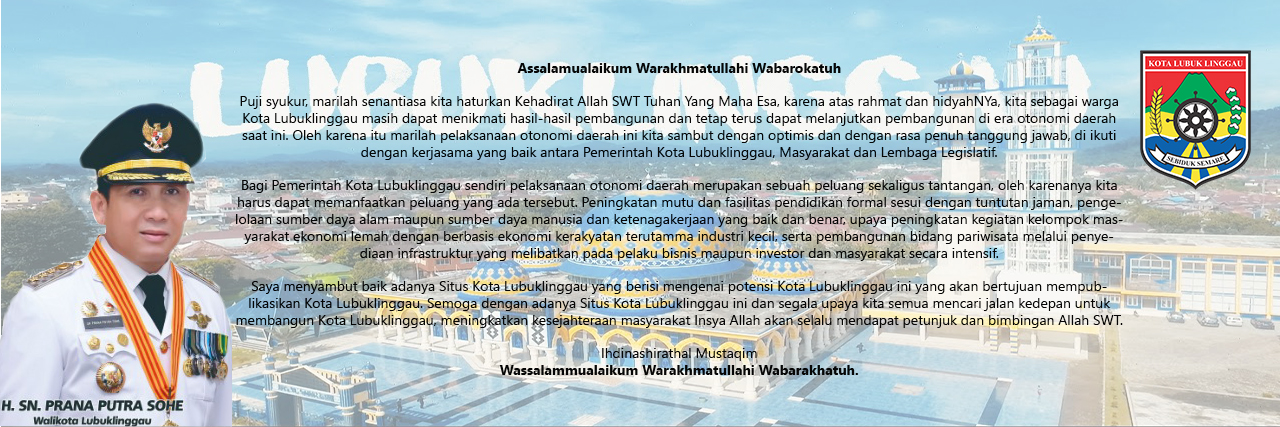 LUBUKLINGGAU
Assalamualaikum Warakhmatullahi Wabarokatuh
Puji syukur, marilah senantiasa kita haturkan Kehadirat Allah SWT Tuhan Yang Maha Esa, karena atas rahmat dan hidyahNYa, kita sebagai warga
Kota Lubuklinggau masih dapat menikmati hasil-hasil pembangunan dan tetap terus dapat melanjutkan pembangunan di era otonomi daerah
saat ini. Oleh karena itu marilah pelaksanaan otonomi daerah ini kita sambut dengan optimis dan dengan rasa penuh tanggung jawab, di ikuti
dengan kerjasama yang baik antara Pemerintah Kota Lubuklinggau, Masyarakat dan Lembaga Legislatif.
Bagi Pemerintah Kota Lubuklinggau sendiri pelaksanaan otonomi daerah merupakan sebuah peluang sekaligus tantangan, oleh karenanya kita
harus dapat memanfaatkan peluang yang ada tersebut. Peningkatan mutu dan fasilitas pendidikan formal sesui dengan tuntutan jaman, penge-
lolaan sumber daya alam maupun sumber daya manusia dan ketenagakerjaan yang baik dan benar, upaya peningkatan kegiatan kelompok mas-
yarakat ekonomi lemah dengan berbasis ekonomi kerakyatan terutamma industri kecil, serta pembangunan bidang pariwisata melalui penye-
diaan infrastruktur yang melibatkan pada pelaku bisnis maupun investor dan masyarakat secara intensif.
Saya menyambut baik adanya Situs Kota Lubuklinggau yang berisi mengenai potensi Kota Lubuklinggau ini yang akan bertujuan mempub-
likasikan Kota Lubuklinggau, Semoga dengan adanya Situs Kota Lubuklinggau ini dan segala upaya kita semua mencari jalan kedepan untuk
membangun Kota Lubuklinggau, meningkatkan kesejahteraan masyarakat Insya Allah akan selalu mendapat petunjuk dan bimbingan Allah SWT.
Ihdinashirathal Mustaqim
Wassalammualaikum Warakhmatullahi Wabarakhatuh.
KOTA LUBUK LINGGAU
SEBIDUK SEMARE
H. SN. PRANA PUTRA SOHE
Walikota Lubuklinggau